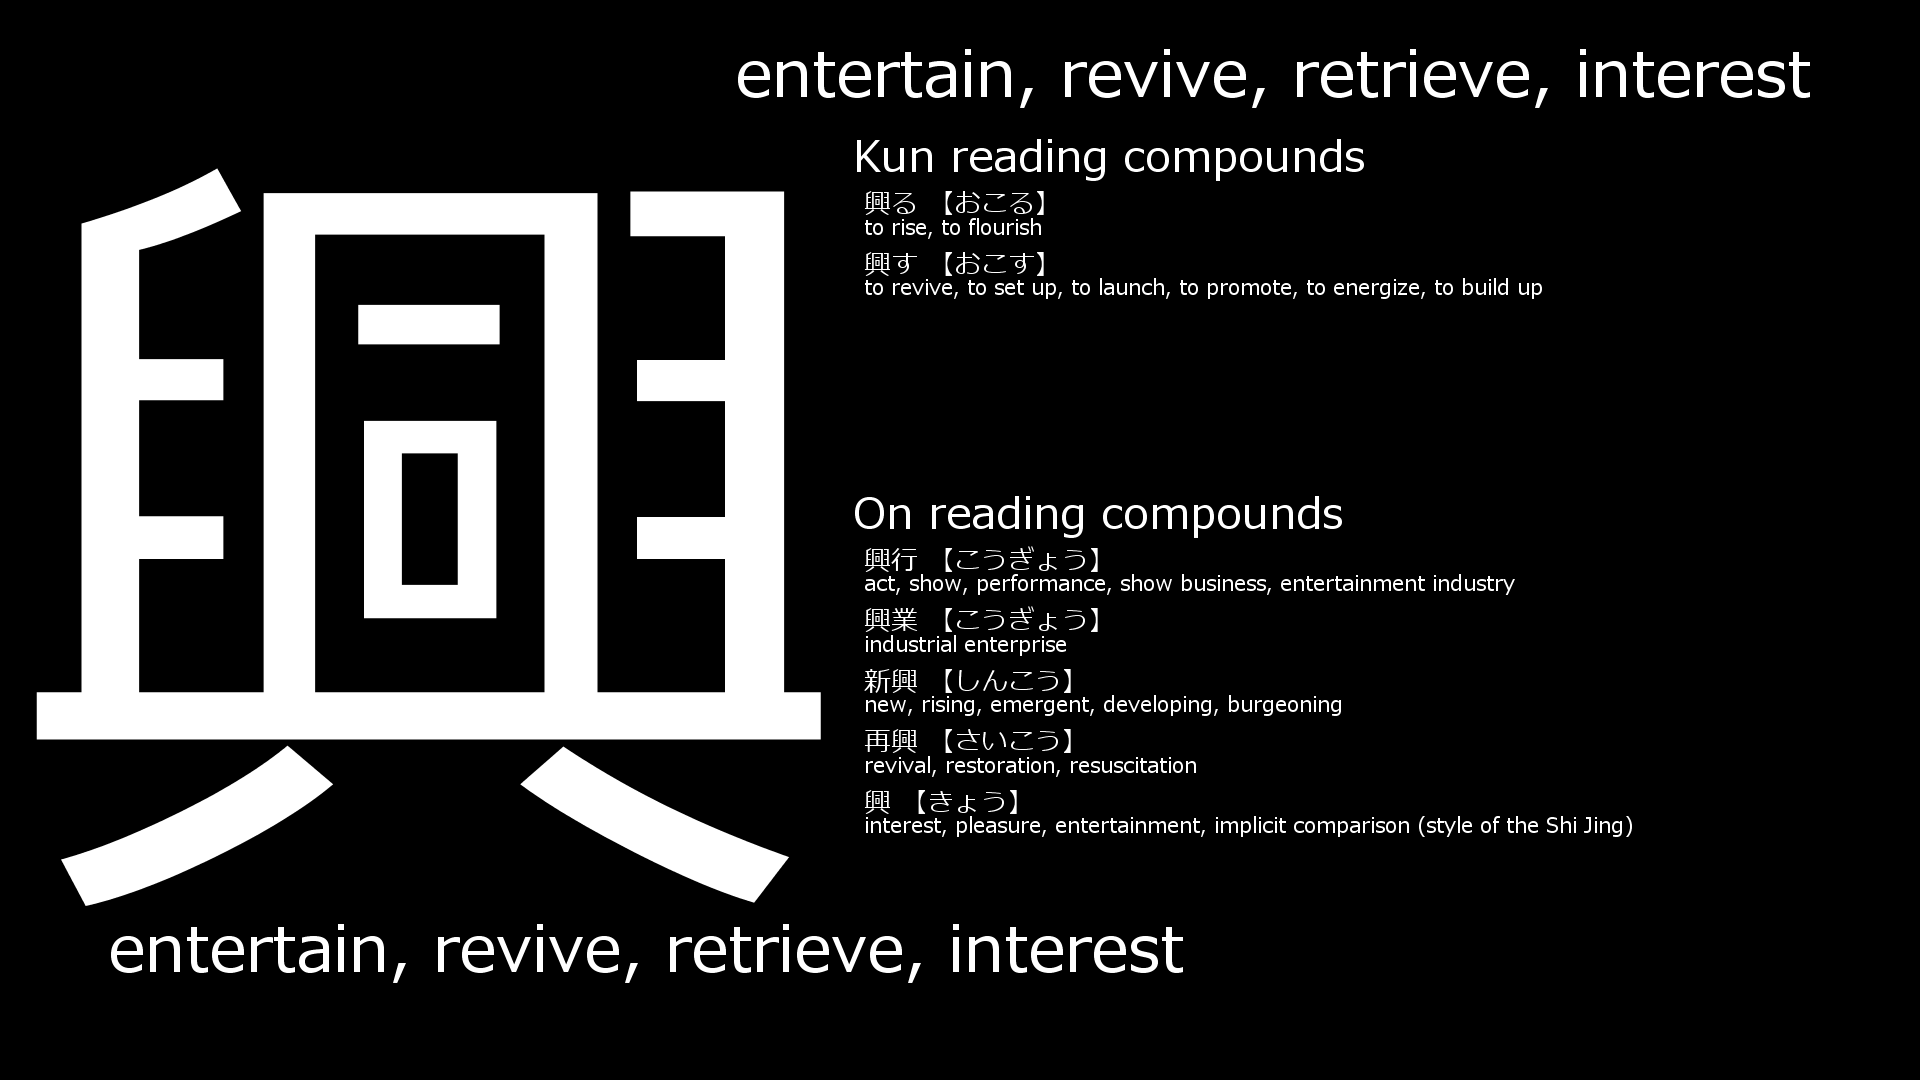 entertain, revive, retrieve, interest
興
Kun reading compounds
興る 【おこる】
to rise, to flourish
興す 【おこす】
to revive, to set up, to launch, to promote, to energize, to build up
On reading compounds
興行 【こうぎょう】
act, show, performance, show business, entertainment industry
興業 【こうぎょう】
industrial enterprise
新興 【しんこう】
new, rising, emergent, developing, burgeoning
再興 【さいこう】
revival, restoration, resuscitation
興 【きょう】
interest, pleasure, entertainment, implicit comparison (style of the Shi Jing)
entertain, revive, retrieve, interest